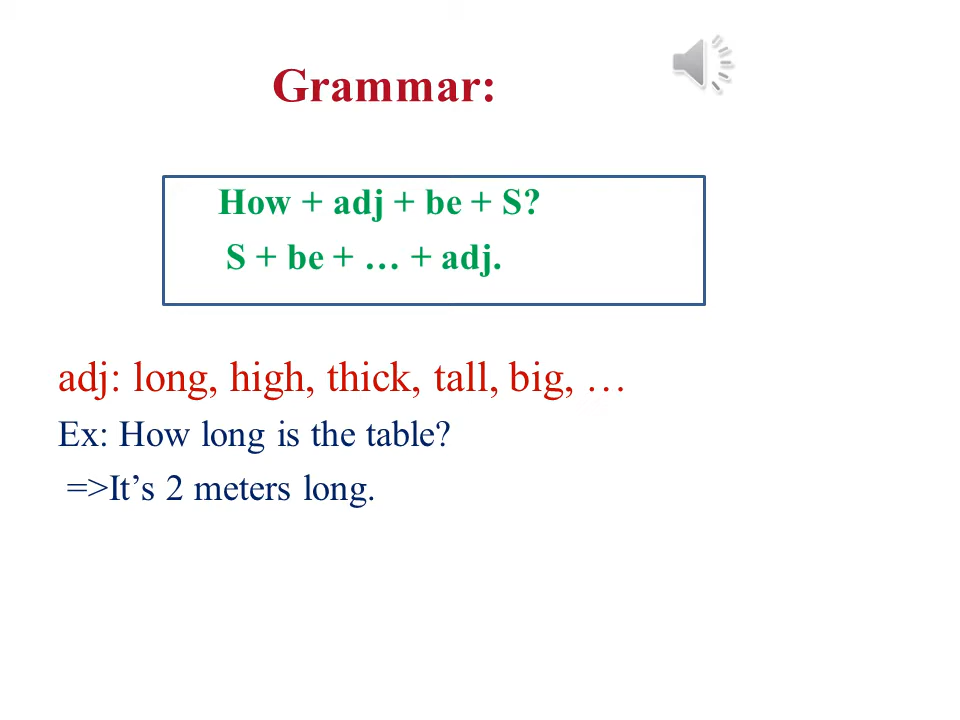 Grammar:
How + adj + be + S?
S + be + … + adj.
adj: long, high, thick, tall, big, …
Ex: How long is the table?
=>It’s 2 meters long.